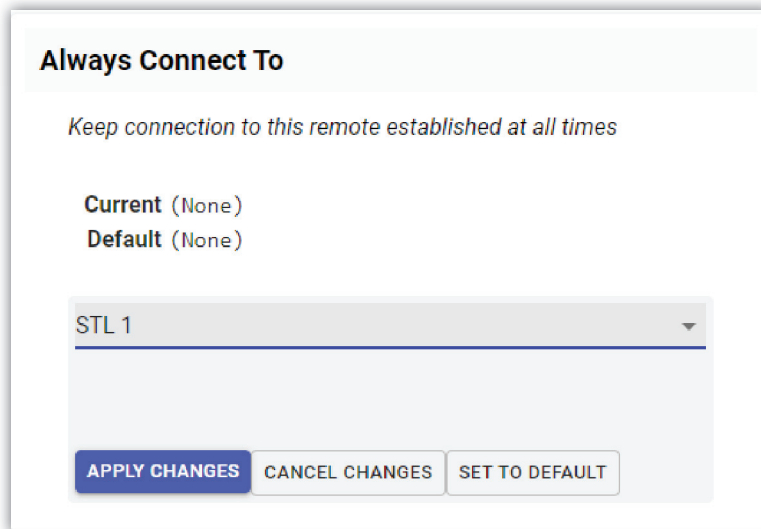 Always Connect To
Keep connection to this remote established at all times
Current (None)
Default (None)
STL 1
APPLY CHANGES CANCEL CHANGES SET TO DEFAULT